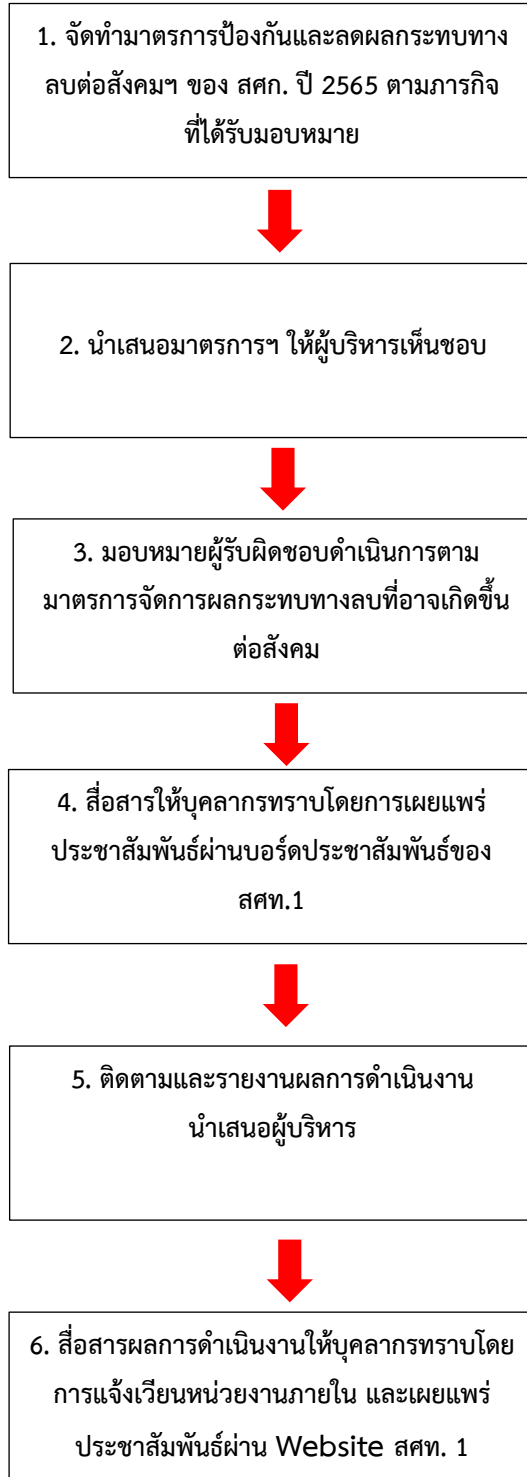 1. จัดทำมาตรการป้องกันและลดผลกระทบทาง
ลบต่อสังคมฯ ของ สศก. ปี 2565 ตามภารกิจ
ที่ได้รับมอบหมาย
2. นำเสนอมาตรการฯ ให้ผู้บริหารเห็นชอบ
3. มอบหมายผู้รับผิดชอบดำเนินการตาม
มาตรการจัดการผลกระทบทางลบที่อาจเกิดขึ้น
ต่อสังคม
4. สื่อสารให้บุคลากรทราบโดยการเผยแพร่
ประชาสัมพันธ์ผ่านบอร์ดประชาสัมพันธ์ของ
สศท.1
5. ติดตามและรายงานผลการดำเนินงาน
นำเสนอผู้บริหาร
6. สื่อสารผลการดำเนินงานให้บุคลากรทราบโดย
การแจ้งเวียนหน่วยงานภายใน และเผยแพร่
ประชาสัมพันธ์ผ่าน Website สศท. 1